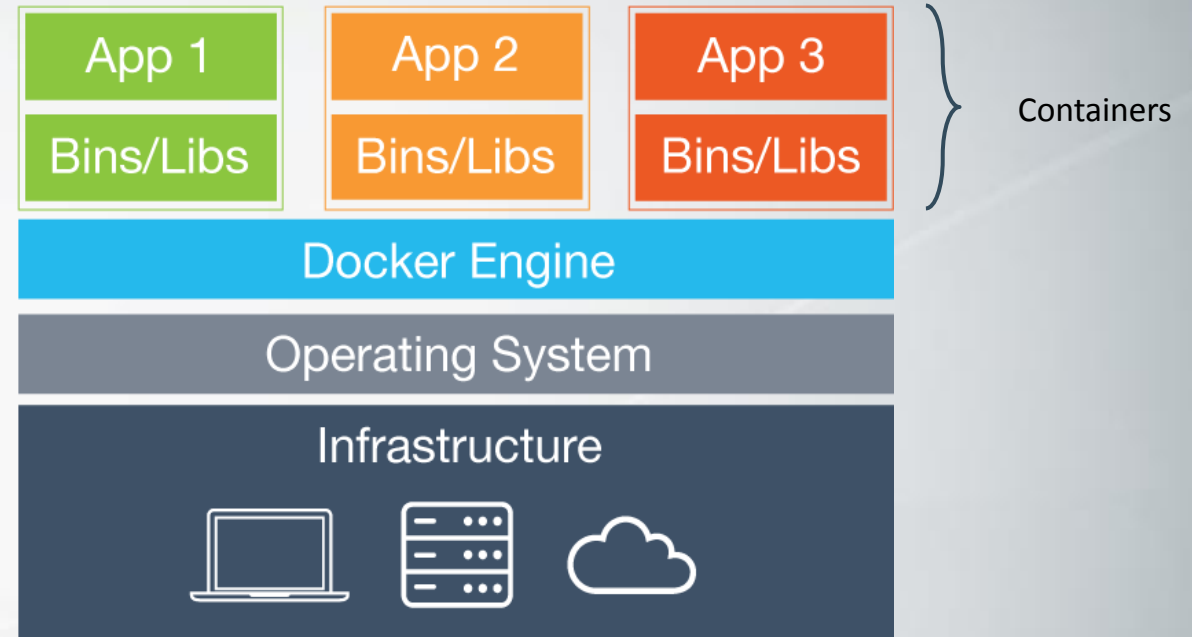 App 1
App 2
App 3
Containers
Bins/Libs
Bins/Libs
Bins/Libs
Docker Engine
Operating System
Infrastructure